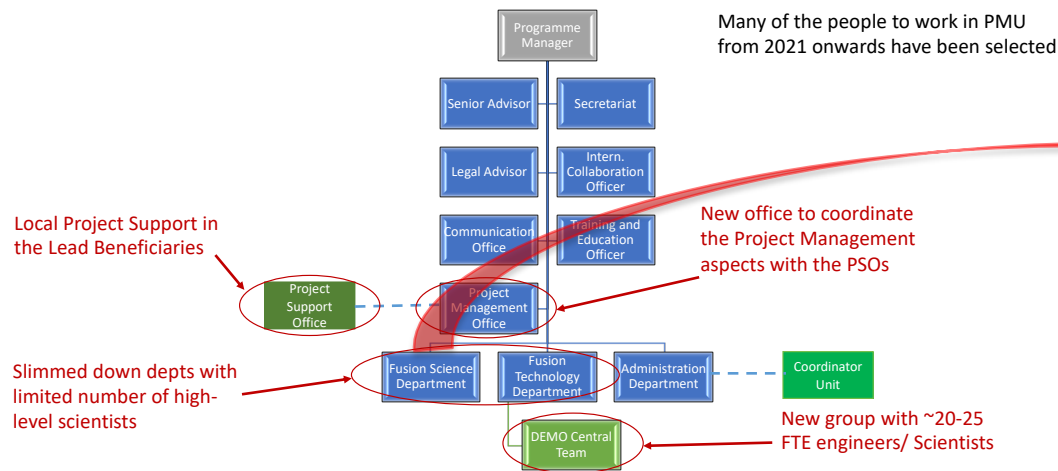 Programme
Manager
Many of the people to work in PMU
from 2021 onwards have been selected
Senior Advisor
Secretariat
Legal Advisor
Intern.
Collaboration
Officer
Local Project Support in
the Lead Beneficiaries
Communication
Office
Training and
Education
Officer
New office to coordinate
the Project Management
aspects with the PSOs
Project
Support
Office
Project
Management
Office
Slimmed down depts with
limited number of high-
level scientists
Fusion Science
Department
Fusion
Technology
Department
Administration
Department
Coordinator
Unit
DEMO Central
Team
New group with ~20-25
FTE engineers/ Scientists